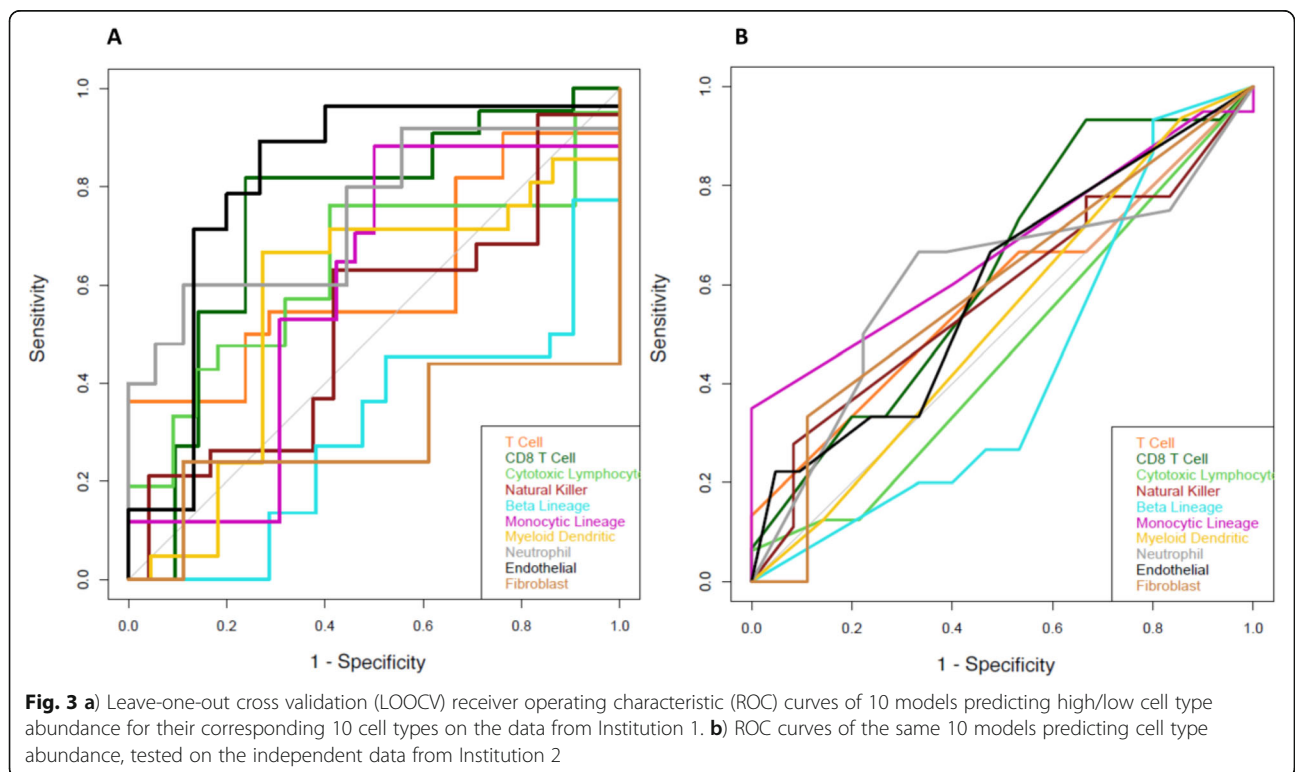 A
1.0
0.8
0.6
0.4
0.2
0.0
Sensitivity
T Cell
CD8 T Cell
Cytotoxic Lymphocyte
Natural Killer
Beta Lineage
Monocytic Lineage
Myeloid Dendritic
Neutrophil
Endothelial
Fibroblast
0.0 0.2 0.4 0.6 0.8 1.0
1 - Specificity
B
1.0
0.8
0.6
0.4
0.2
0.0
Sensitivity
T Cell
CD8 T Cell
Cytotoxic Lymphocyte
Natural Killer
Beta Lineage
Monocytic Lineage
Myeloid Dendritic
Neutrophil
Endothelial
Fibroblast
0.0 0.2 0.4 0.6 0.8 1.0
1 - Specificity
Fig. 3 a) Leave-one-out cross validation (LOOCV) receiver operating characteristic (ROC) curves of 10 models predicting high/low cell type
abundance for their corresponding 10 cell types on the data from Institution 1. b) ROC curves of the same 10 models predicting cell type
abundance, tested on the independent data from Institution 2